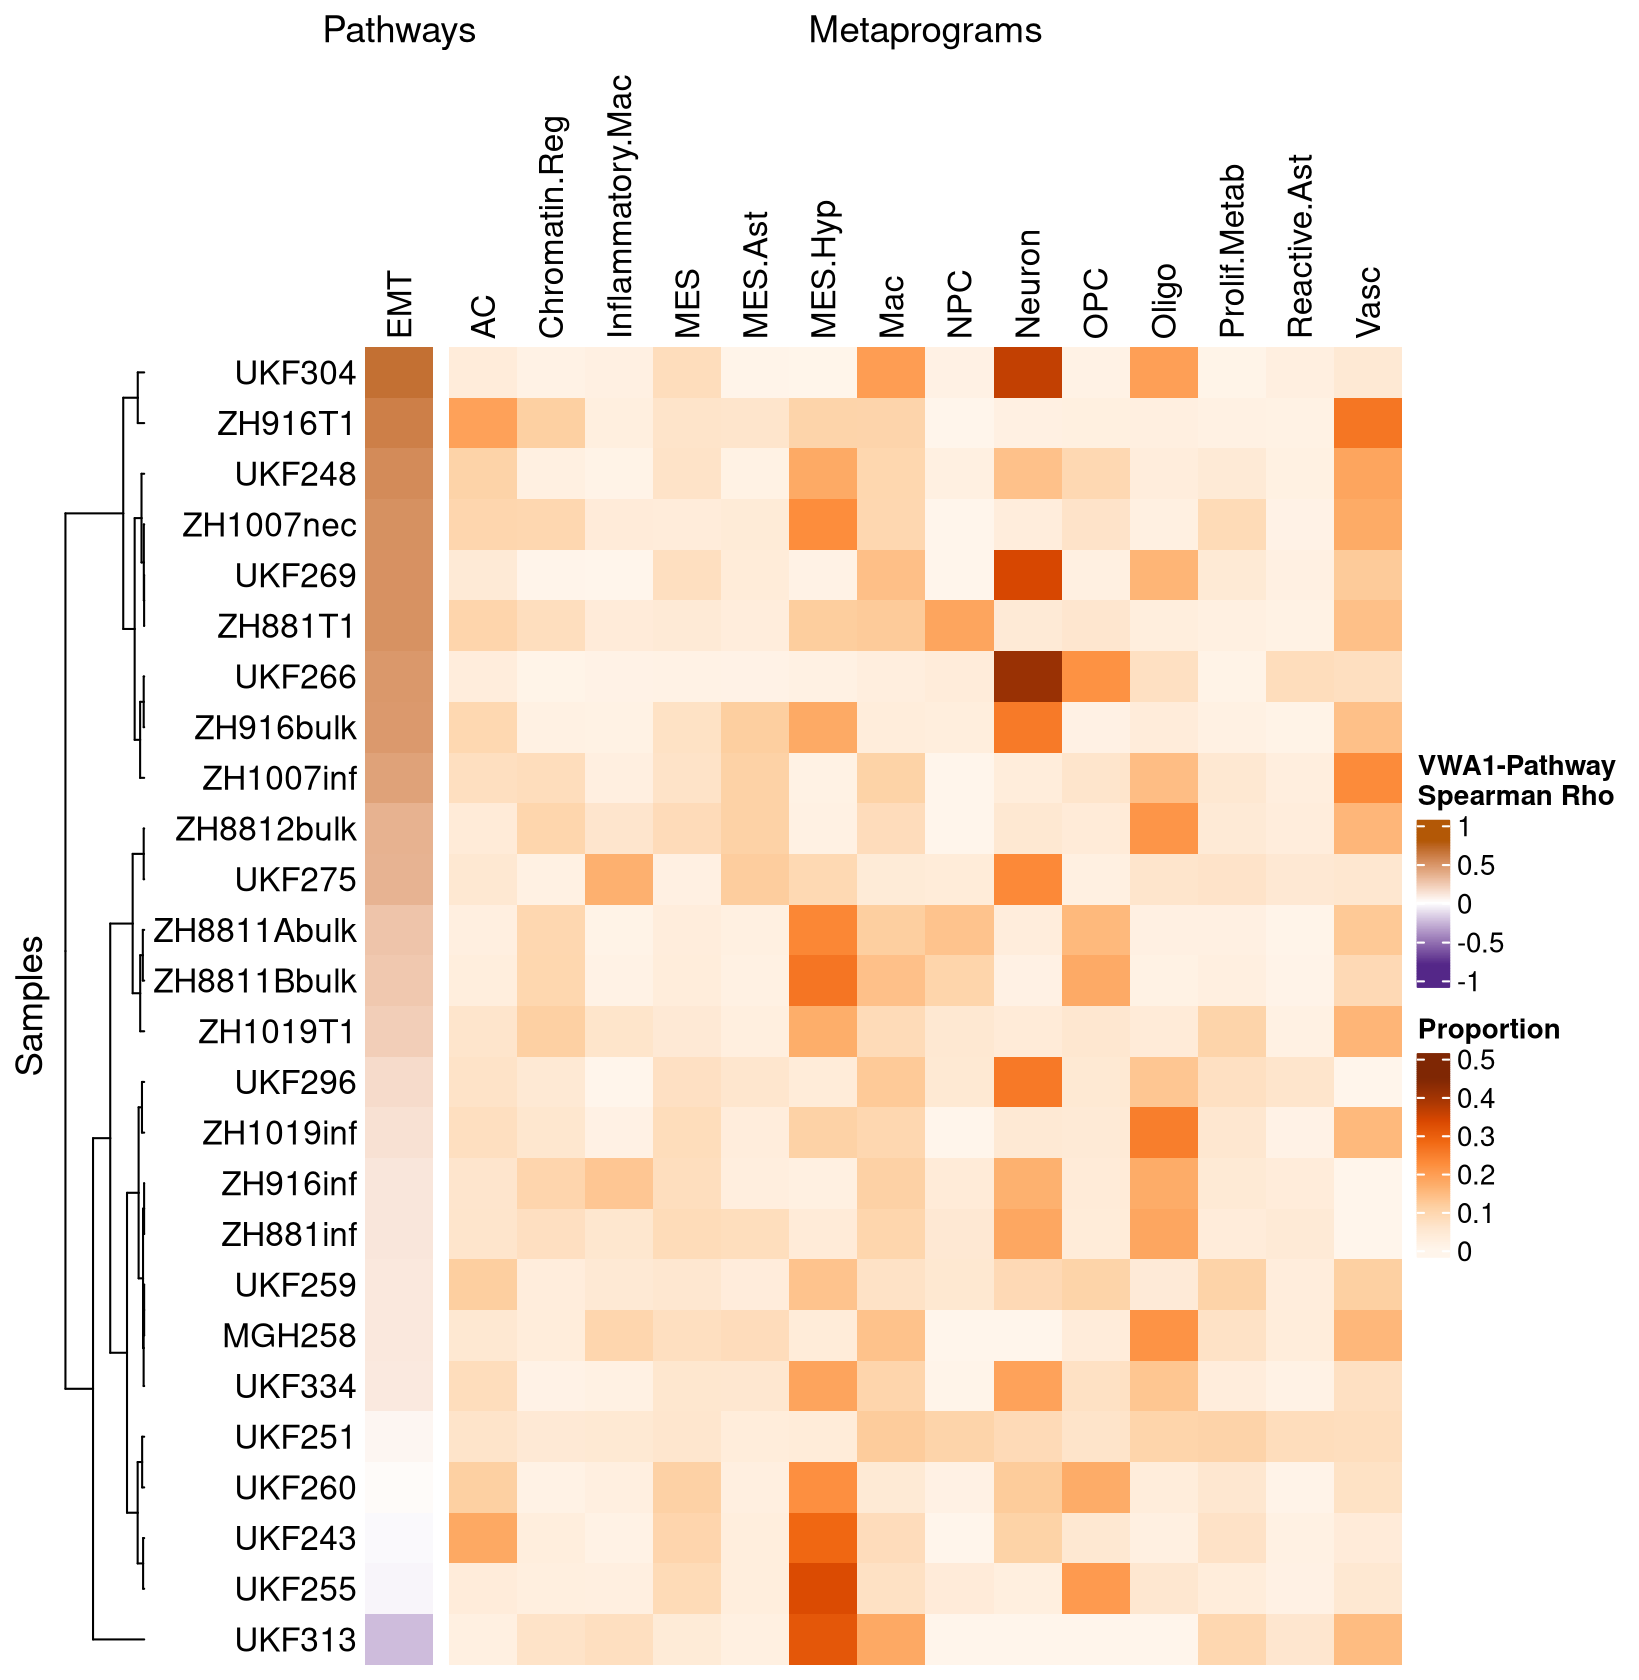 Pathways
Metaprograms
EMT
AC
Chromatin.Reg
Inflammatory.Mac
MES
MES.Ast
MES.Hyp
Mac
NPC
Neuron
OPC
Oligo
Prolif.Metab
Reactive.Ast
Vasc
Samples
UKF304
ZH916T1
UKF248
ZH1007nec
UKF269
ZH881T1
UKF266
ZH916bulk
ZH1007inf
ZH8812bulk
UKF275
ZH8811Abulk
ZH8811Bbulk
ZH1019T1
UKF296
ZH1019inf
ZH916inf
ZH881inf
UKF259
MGH258
UKF334
UKF251
UKF260
UKF243
UKF255
UKF313
VWA1-Pathway
Spearman Rho
1
0.5
0
-0.5
-1
Proportion
0.5
0.4
0.3
0.2
0.1
0